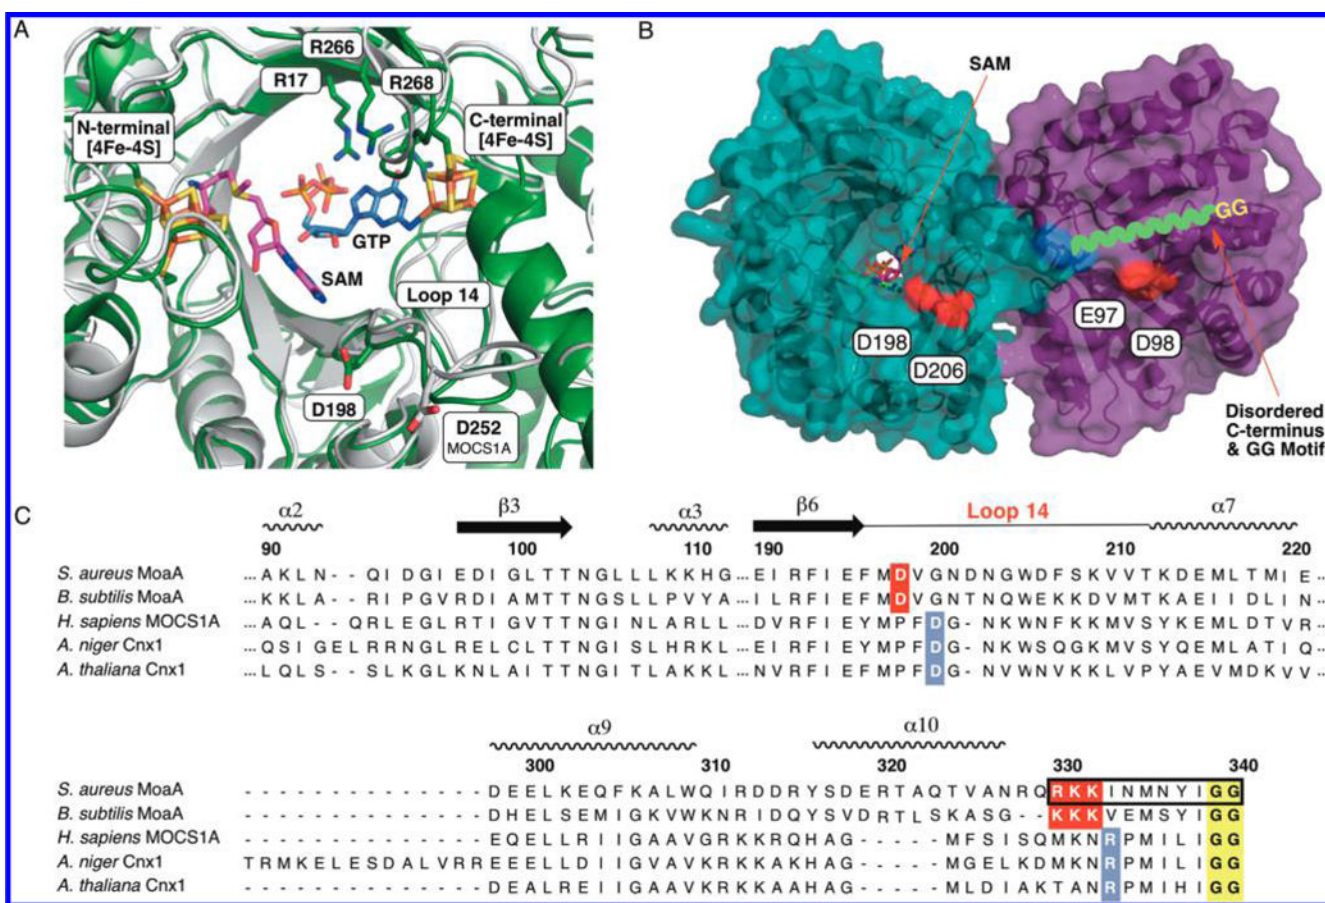 A
R266
R17
R268
N-terminal
[4Fe-4S]
C-terminal
[4Fe-4S]
GTP
SAM
Loop 14
D198
D252
MOCS1A
B
SAM
GG
E97
D198
D98
D206
Disordered
C-terminus
& GG Motif
C
α2 β3 α3 β6 Loop 14 α7
90 100 110 190 200 210 220
S. aureus MoaA ...AKLN--QIDGIEDIGLTTNGLLLKKHG...EIRFIEFMDVGNDNGWDFSKVVTKDEMLTMIE...
B. subtilis MoaA ...KKLA--RIPGVRDIAMTTNGSLLPVYA...ILRFIEFMDVGNTNQWEKKDVMTKAEIIDLIN...
H. sapiens MOCS1A ...AQL--QRLEGLRTIGVTTNGINLARLL...DVRFIEYMPFDG-NKWNFKKMVSYKEMLDTVR...
A. niger Cnx1 ...QSIGELRRNGLRELCLTTNGISLHRKL...NVRFIEYMPFDG-NKWSQGKMVSYQEMLATIQ...
A. thaliana Cnx1 ...LQLS--SLKGLKNLAITTNGITLAKKL...NVRFIEFMPFDG-NVWNVKKLVPYAEVMDKVV...
α9 α10
300 310 320 330 340
S. aureus MoaA --------------DEELKEQFKALWQIRDDRYSDERTAQTVANRQRKKINMNYIGG
B. subtilis MoaA --------------DHELSEMIGKVWKNRIDQYSVDRTLSKASG--KKKVEMSYIGG
H. sapiens MOCS1A --------------EQELLRIIGAAVGRKKRQHAG-----MFSISQMKNRPMILIGG
A. niger Cnx1 TRMKELESDALVRREEELLDIIGVAVKRKKAKHAG-----MGELKDMKNRPMILIGG
A. thaliana Cnx1 --------------DEALREIIGAAVKRKKAAHAG-----MLDIAKTANRPMIHIGG